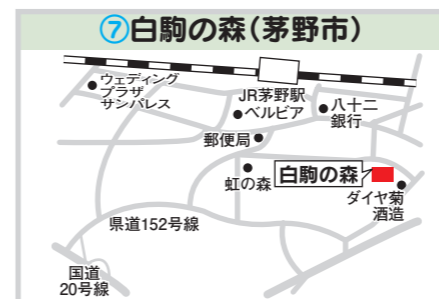 ⑦白駒の森(茅野市)
ウェディング
プラザ
サンパレス
JR茅野駅
ベルビア
八十二
銀行
郵便局
虹の森
白駒の森
ダイヤ菊
酒造
県道152号線
国道
20号線